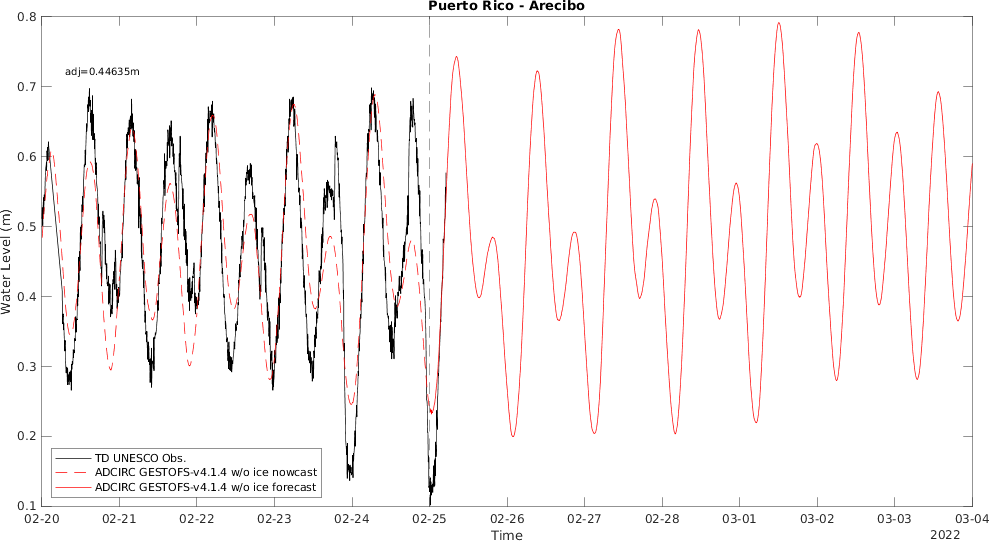 Puerto Rico - Arecibo
0.8
adj=0.44635m
0.7
0.6
0.5
Water Level (m)
0.4
0.3
0.2
TD UNESCO Obs.
ADCIRC GESTOFS-v4.1.4 w/o ice nowcast
ADCIRC GESTOFS-v4.1.4 w/o ice forecast
0.1
02-20 02-21 02-22 02-23 02-24 02-25 02-26 02-27 02-28 03-01 03-02 03-03 03-04
Time
2022